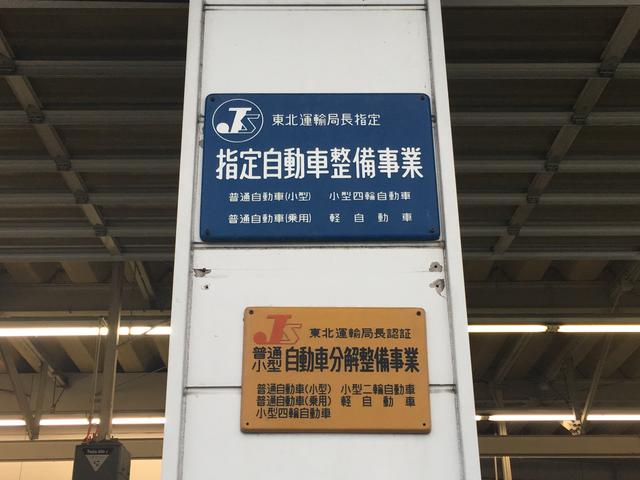 JS 東北運輸局長指定
指定自動車整備事業
普通自動車(小型) 小型四輪自動車
普通自動車(乗用) 軽自動車
JS 東北運輸局長認証
普通小型 自動車分解整備事業
普通自動車(小型) 小型二輪自動車
普通自動車(乗用) 軽自動車
小型四輪自動車